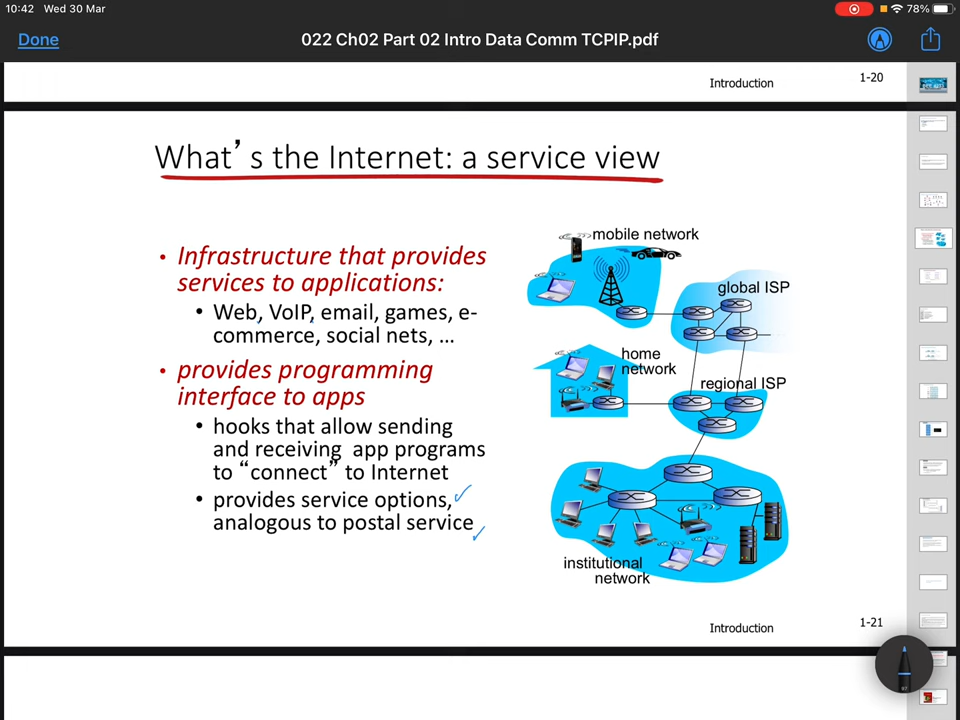 10:42 Wed 30 Mar
78%
Done
022 Ch02 Part 02 Intro Data Comm TCPIP.pdf
Introduction
1-20
What's the Internet: a service view
• Infrastructure that provides
services to applications:
• Web, VoIP, email, games, e-
commerce, social nets, ...
• provides programming
interface to apps
• hooks that allow sending
and receiving app programs
to “connect” to Internet
• provides service options,
analogous to postal service
mobile network
global ISP
home
network
regional ISP
institutional
network
Introduction
1-21